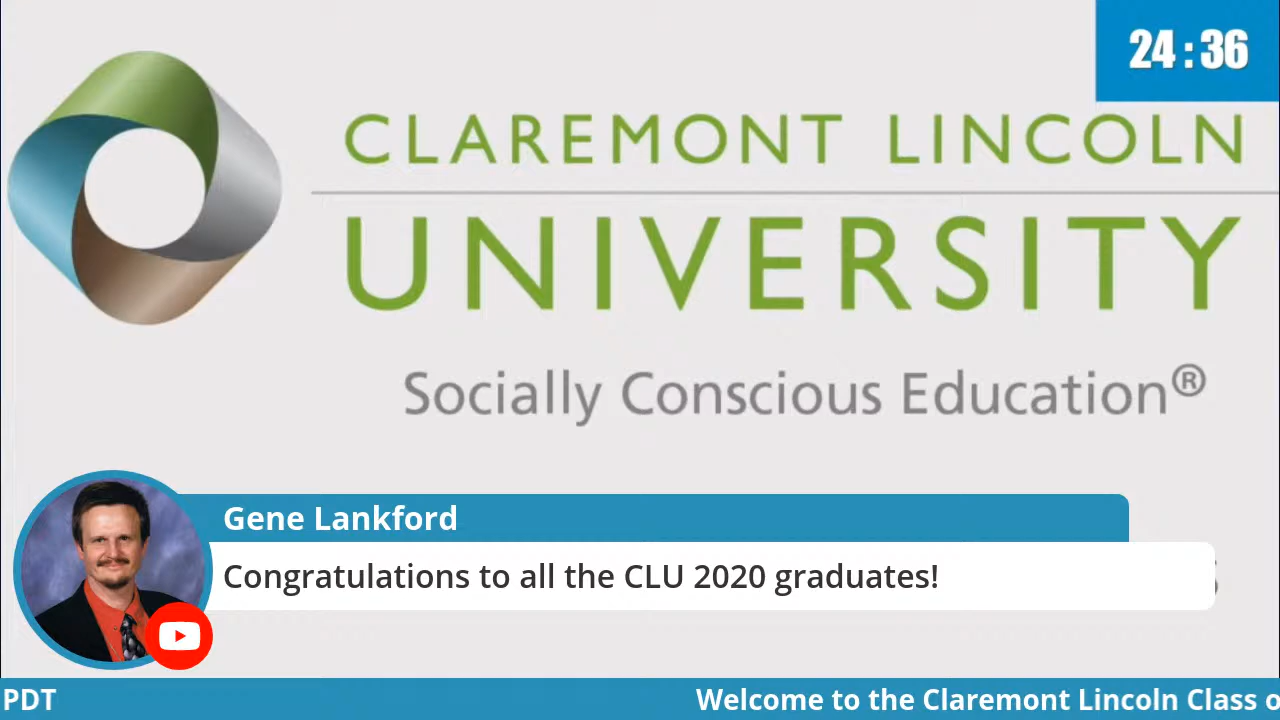 24:36
CLAREMONT LINCOLN
UNIVERSITY
Socially Conscious Education®
Gene Lankford
Congratulations to all the CLU 2020 graduates!
PDT
Welcome to the Claremont Lincoln Class